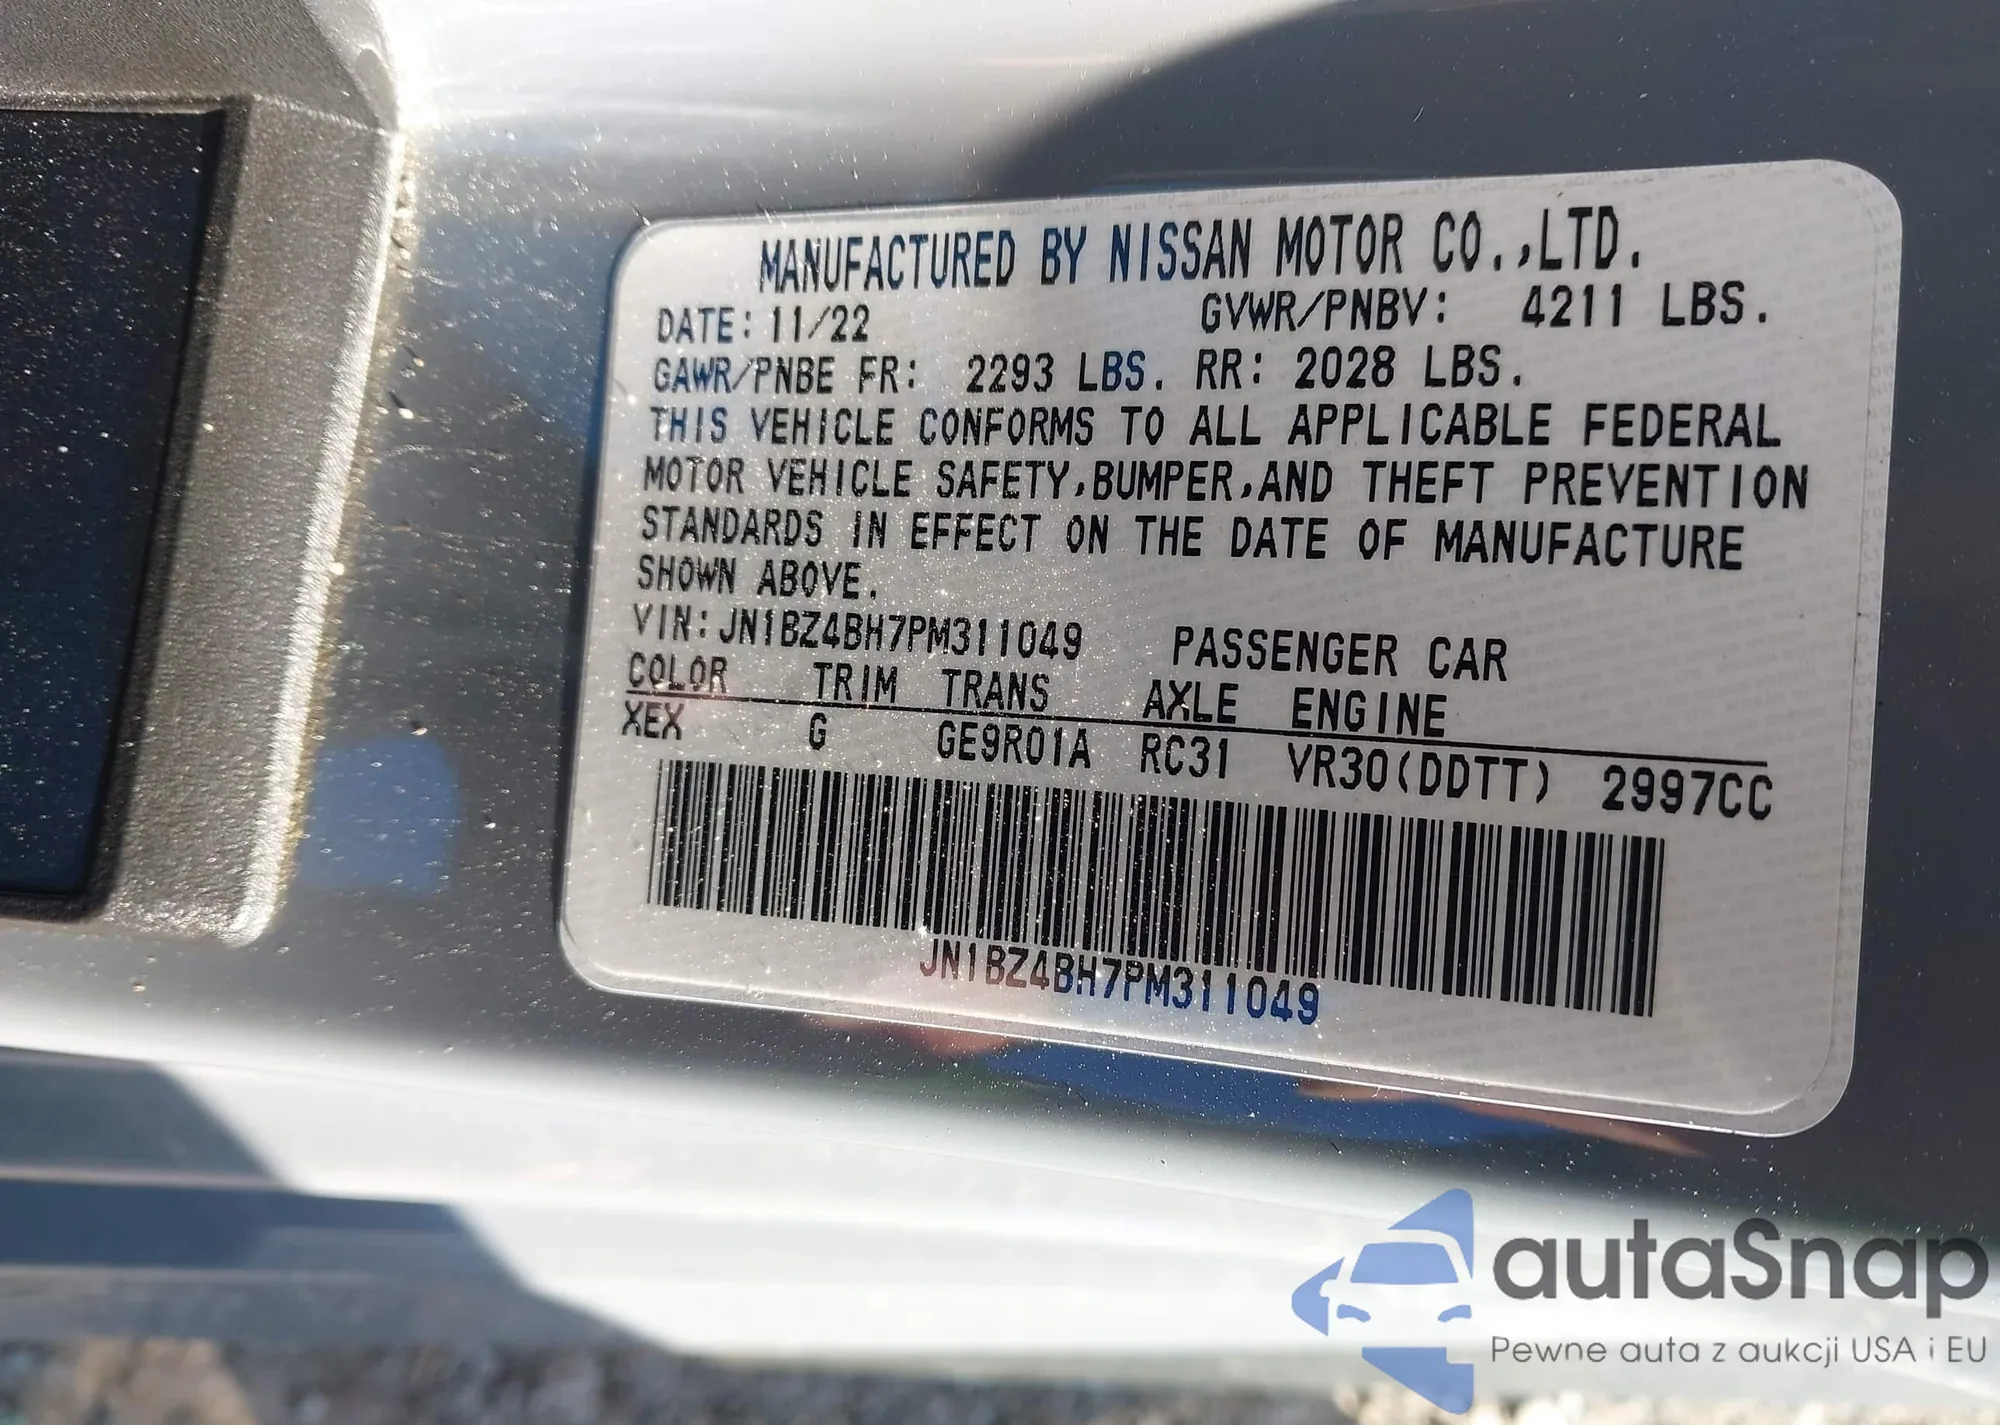 MANUFACTURED BY NISSAN MOTOR CO.,LTD.
DATE: 11/22 GVWR/PNBV: 4211 LBS.
GAWR/PNBE FR: 2293 LBS. RR: 2028 LBS.
THIS VEHICLE CONFORMS TO ALL APPLICABLE FEDERAL
MOTOR VEHICLE SAFETY,BUMPER,AND THEFT PREVENTION
STANDARDS IN EFFECT ON THE DATE OF MANUFACTURE
SHOWN ABOVE.
VIN: JN1BZ4BH7PM311049 PASSENGER CAR
COLOR TRIM TRANS AXLE ENGINE
XEX G GE9R01A RC31 VR30(DDTT) 2997CC
JN1BZ4BH7PM311049
autaSnap
Pewne auta z aukcji USA i EU